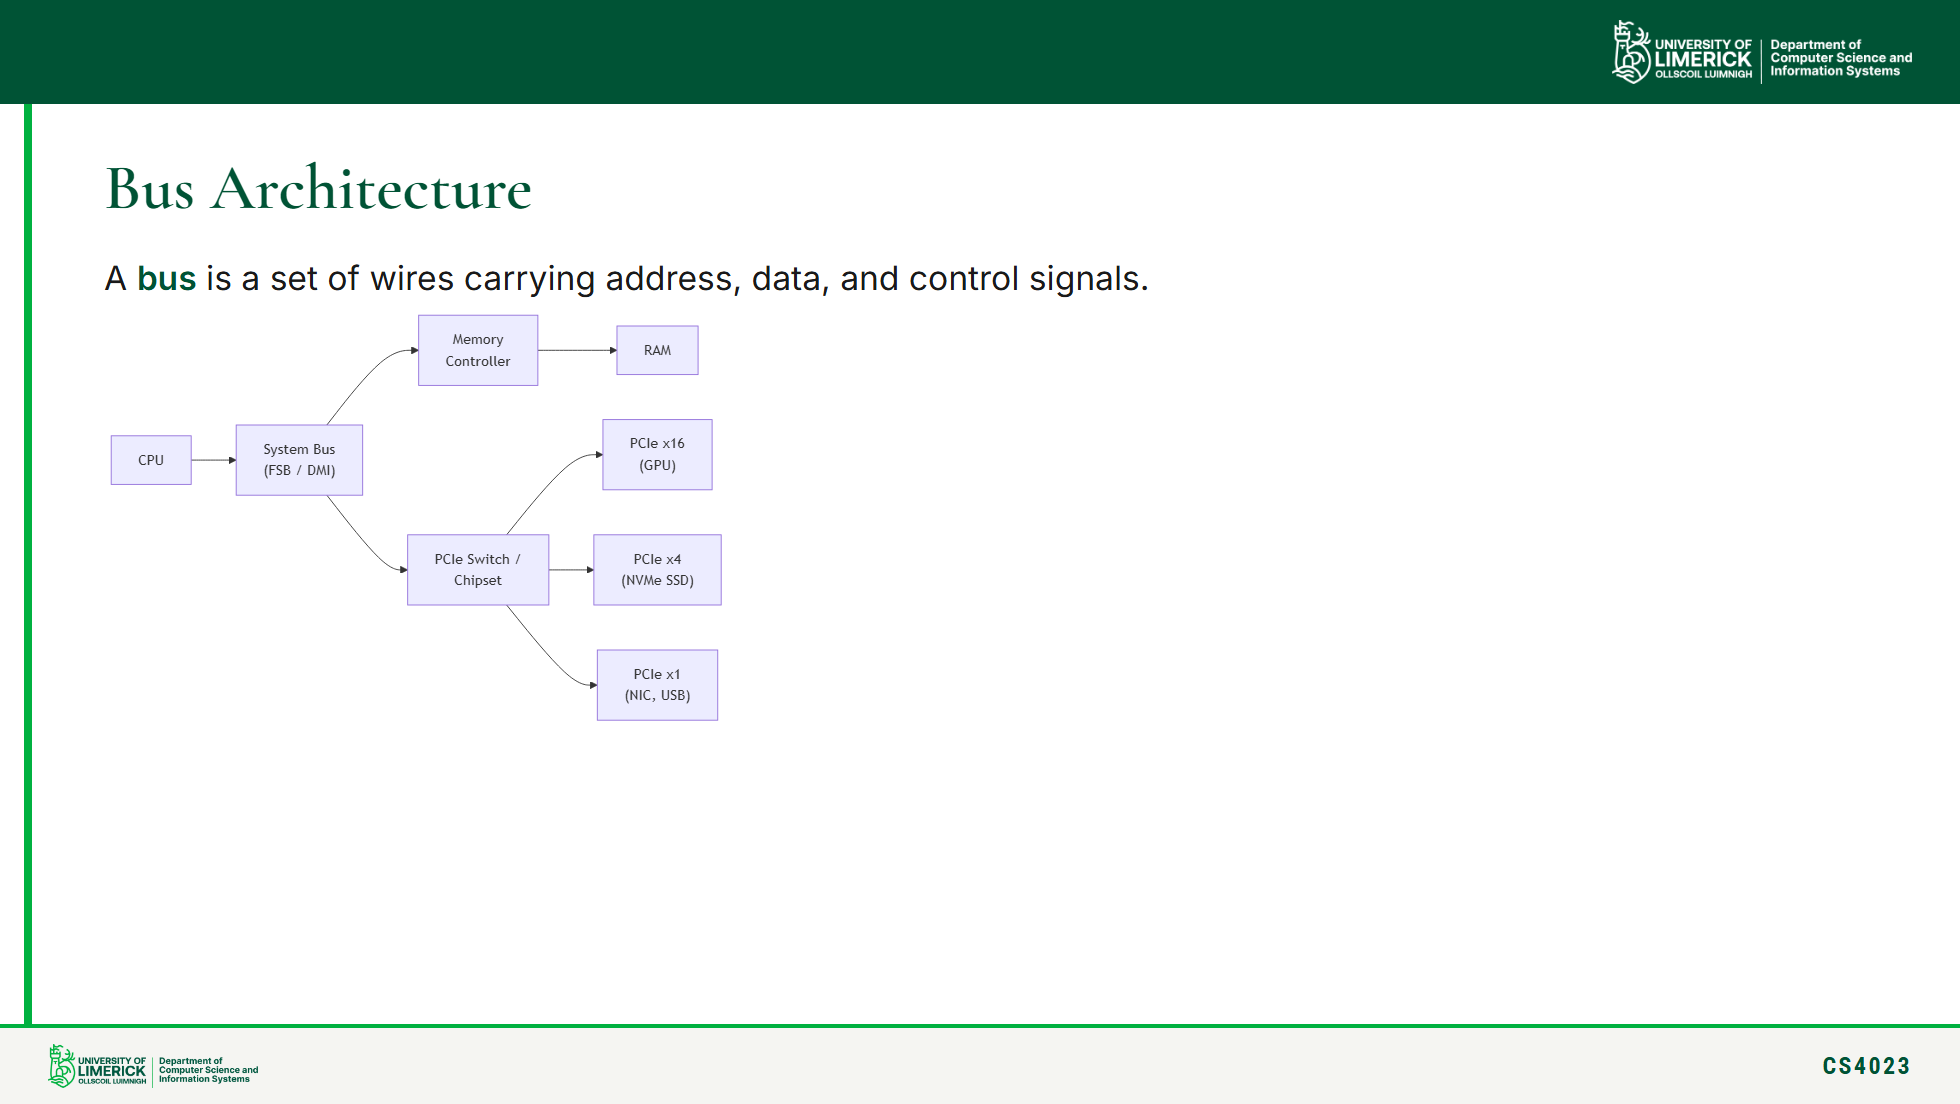 UNIVERSITY OF
LIMERICK
OLLSCOIL LUIMNIGH
Department of
Computer Science and
Information Systems
Bus Architecture
A bus is a set of wires carrying address, data, and control signals.
CPU
System Bus
(FSB / DMI)
Memory
Controller
RAM
PCIe Switch /
Chipset
PCIe x16
(GPU)
PCIe x4
(NVMe SSD)
PCIe x1
(NIC, USB)
UNIVERSITY OF
LIMERICK
OLLSCOIL LUIMNIGH
Department of
Computer Science and
Information Systems
CS4023